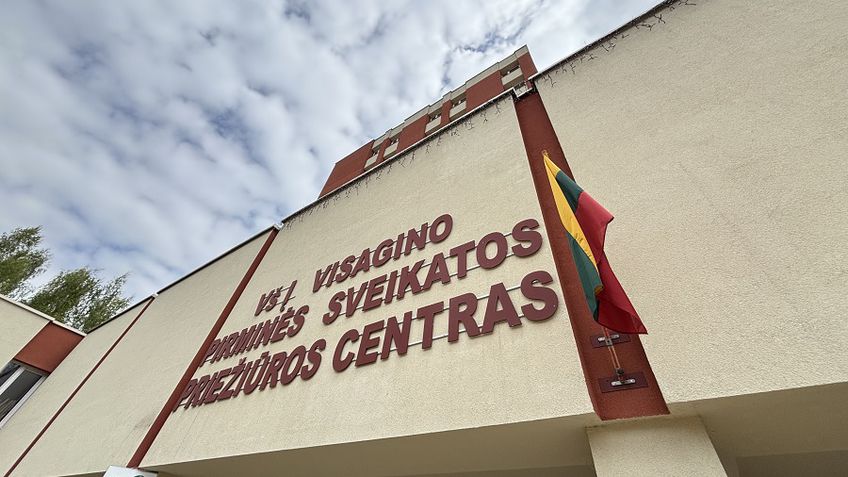 VŠĮ VISAGINO
PIRMINĖS SVEIKATOS
PRIEŽIŪROS CENTRAS